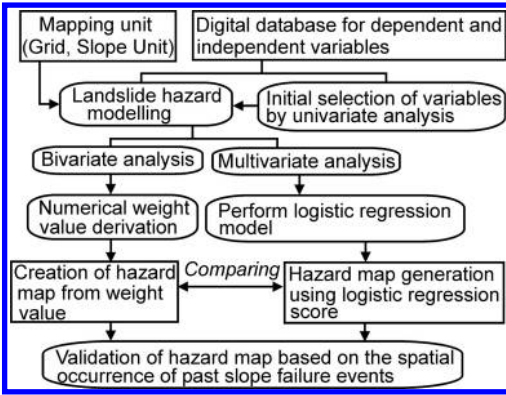 Mapping unit
(Grid, Slope Unit)
Digital database for dependent and
independent variables
Landslide hazard
modelling
Initial selection of variables
by univariate analysis
Bivariate analysis
Multivariate analysis
Numerical weight
value derivation
Perform logistic regression
model
Creation of hazard
map from weight
value
Comparing
Hazard map generation
using logistic regression
score
Validation of hazard map based on the spatial
occurrence of past slope failure events